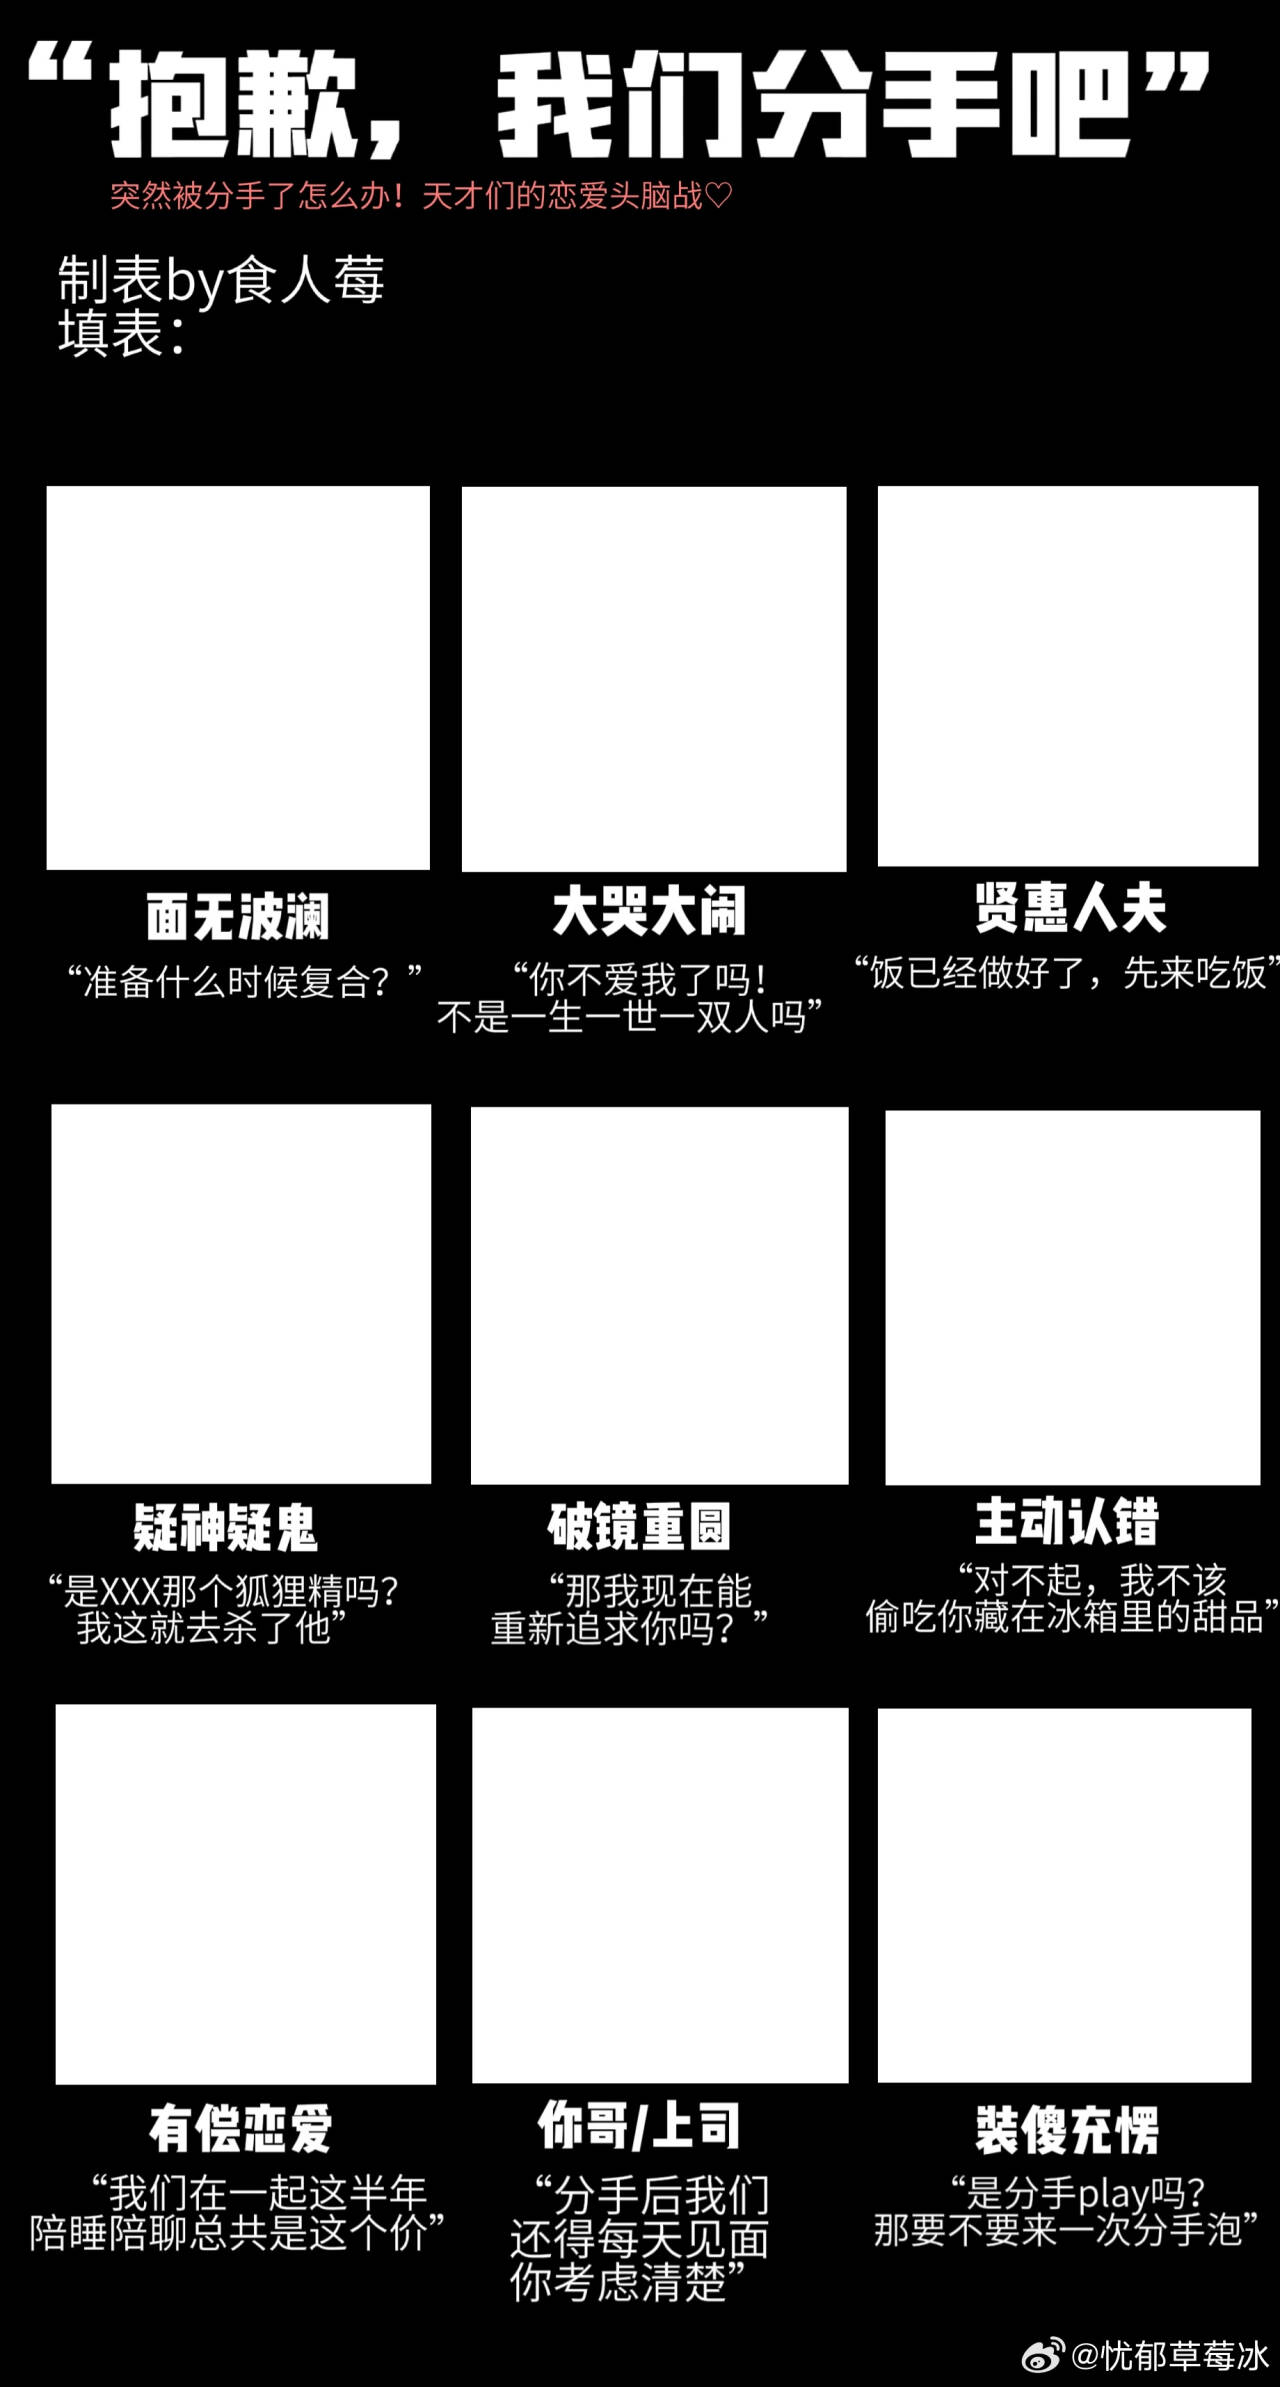 “抱歉，我们分手吧”
突然被分手了怎么办！天才们的恋爱头脑战♡
制表by食人莓
填表：
面无波澜
“准备什么时候复合？”
大哭大闹
“你不爱我了吗！
不是一生一世一双人吗”
贤惠人夫
“饭已经做好了，先来吃饭”
疑神疑鬼
“是XXX那个狐狸精吗？
我这就去杀了他”
破镜重圆
“那我现在能
重新追求你吗？”
主动认错
“对不起，我不该
偷吃你藏在冰箱里的甜品”
有偿恋爱
“我们在一起这半年
陪睡陪聊总共是这个价”
你哥/上司
“分手后我们
还得每天见面
你考虑清楚”
装傻充愣
“是分手play吗？
那要不要来一次分手泡”
@忧郁草莓冰